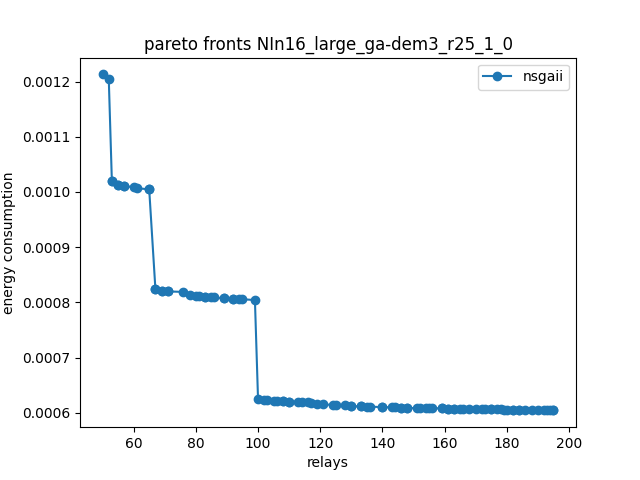 pareto fronts NIn16_large_ga-dem3_r25_1_0
nsgaii
energy consumption
0.0012
0.0011
0.0010
0.0009
0.0008
0.0007
0.0006
60 80 100 120 140 160 180 200
relays